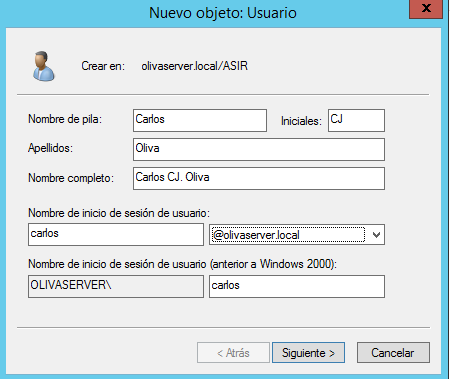 Nuevo objeto: Usuario
x
Crear en: olivaserver.local/ASIR
Nombre de pila: Carlos Iniciales: CJ
Apellidos: Oliva
Nombre completo: Carlos CJ. Oliva
Nombre de inicio de sesión de usuario:
carlos @olivaserver.local
Nombre de inicio de sesión de usuario (anterior a Windows 2000):
OLIVASERVER\ carlos
< Atrás Siguiente > Cancelar